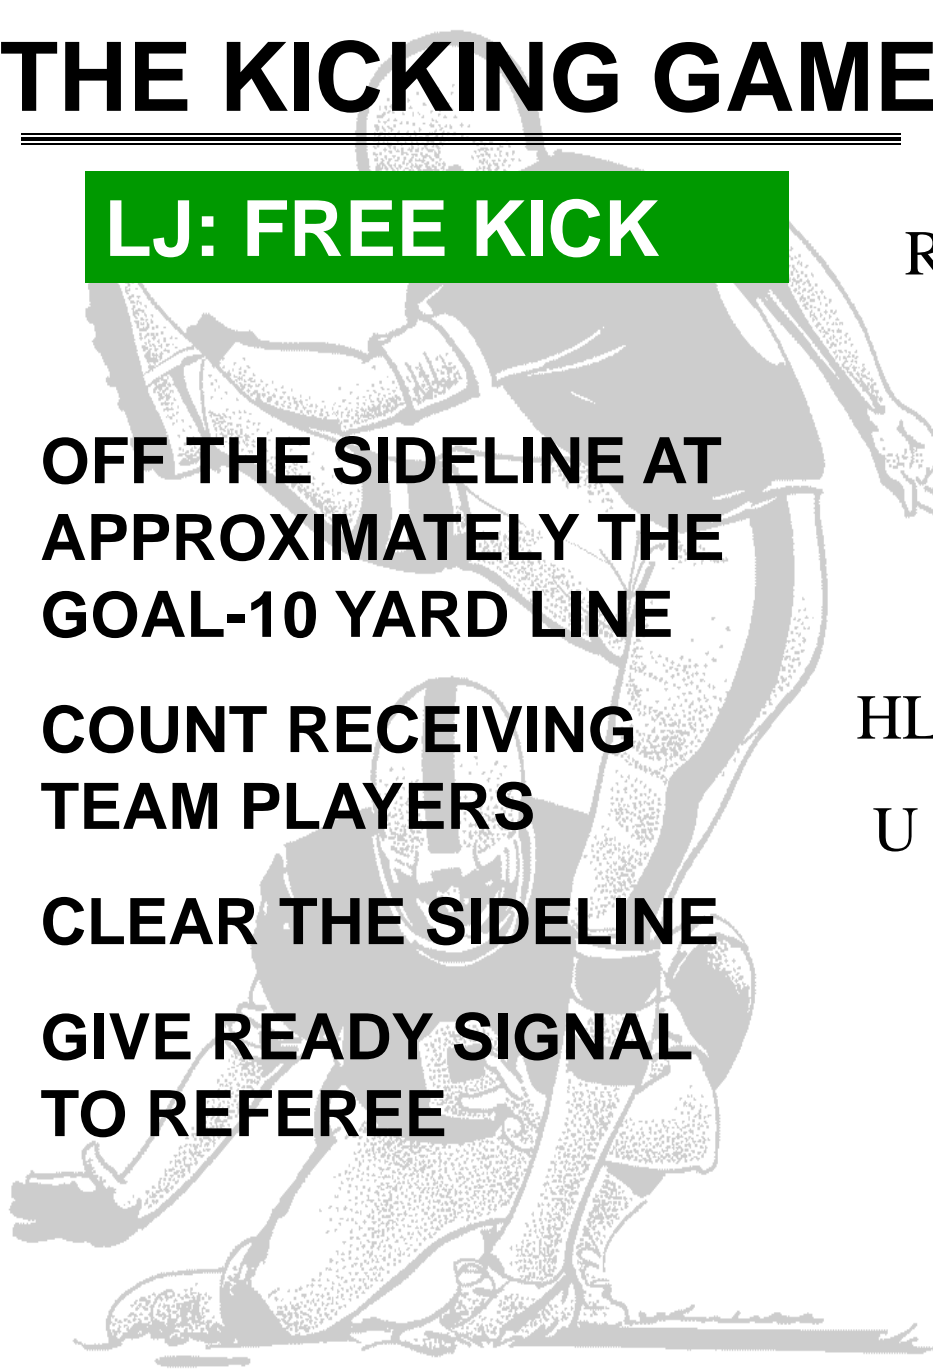 THE KICKING GAME
LJ: FREE KICK
R
OFF THE SIDELINE AT
APPROXIMATELY THE
GOAL-10 YARD LINE
COUNT RECEIVING
TEAM PLAYERS
HL
U
CLEAR THE SIDELINE
GIVE READY SIGNAL
TO REFEREE